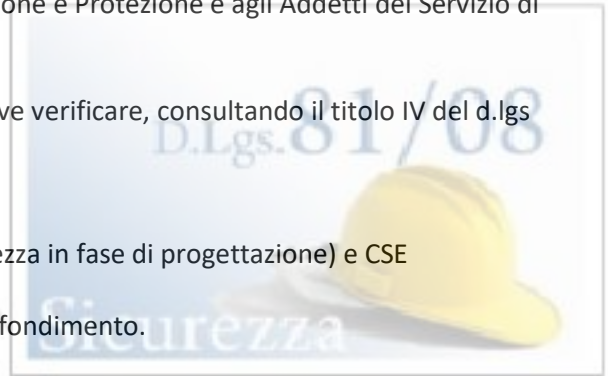 one e Protezione e agli Addetti del Servizio di
ve verificare, consultando il titolo IV del d.lgs
D.Lgs.81/08
ezza in fase di progettazione) e CSE
fondimento.
Sicurezza